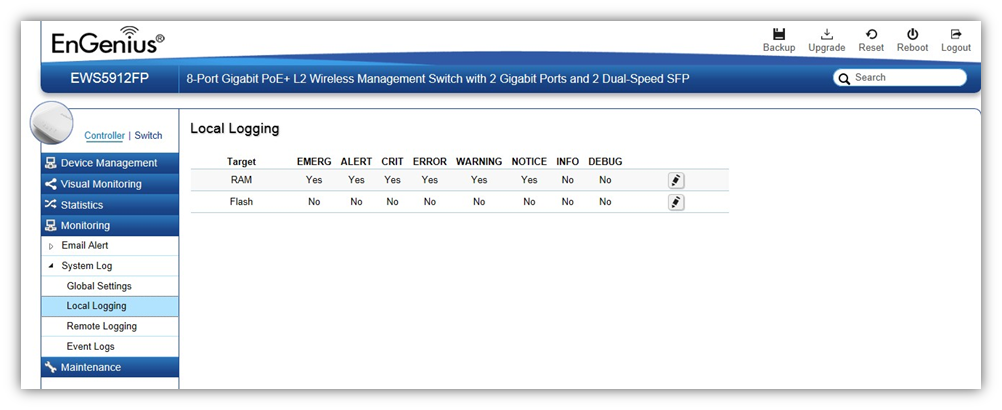 EnGenius®
Backup Upgrade Reset Reboot Logout
EWS5912FP 8-Port Gigabit PoE+ L2 Wireless Management Switch with 2 Gigabit Ports and 2 Dual-Speed SFP Search
Controller | Switch
Device Management
Visual Monitoring
Statistics
Monitoring
Email Alert
System Log
Global Settings
Local Logging
Remote Logging
Event Logs
Maintenance
Local Logging
Target EMERG ALERT CRIT ERROR WARNING NOTICE INFO DEBUG
RAM Yes Yes Yes Yes Yes Yes No No
Flash No No No No No No No No